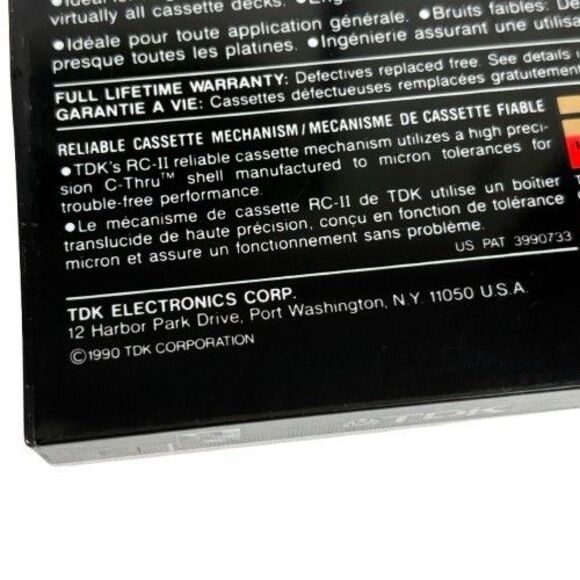 virtually all cassette decks.
●Idéale pour toute application générale. ●Bruits faibles:
presque toutes les platines. ●Ingénierie assurant une
FULL LIFETIME WARRANTY: Defectives replaced free. See details
GARANTIE A VIE: Cassettes défectueuses remplacées gratuitement
RELIABLE CASSETTE MECHANISM/MECANISME DE CASSETTE FIABLE
●TDK's RC-II reliable cassette mechanism utilizes a high preci-
sion C-Thru™ shell manufactured to micron tolerances for
trouble-free performance.
●Le mécanisme de cassette RC-II de TDK utilise un boîtier
translucide de haute précision, conçu en fonction de tolérance
micron et assure un fonctionnement sans problème.
US PAT 3990733
TDK ELECTRONICS CORP.
12 Harbor Park Drive, Port Washington, N.Y. 11050 U.S.A.
©1990 TDK CORPORATION
TDK